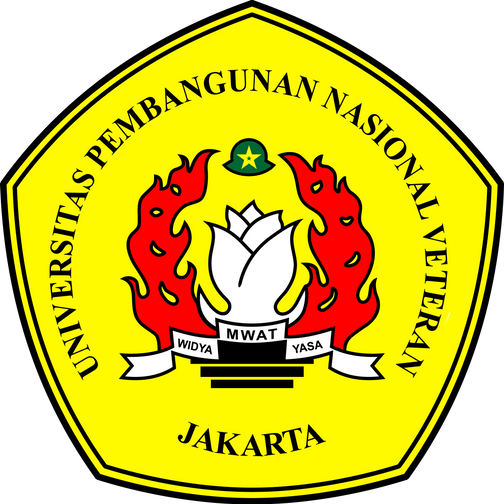 UNIVERSITAS PEMBANGUNAN NASIONAL VETERAN
WIDYA MWAT YASA
JAKARTA